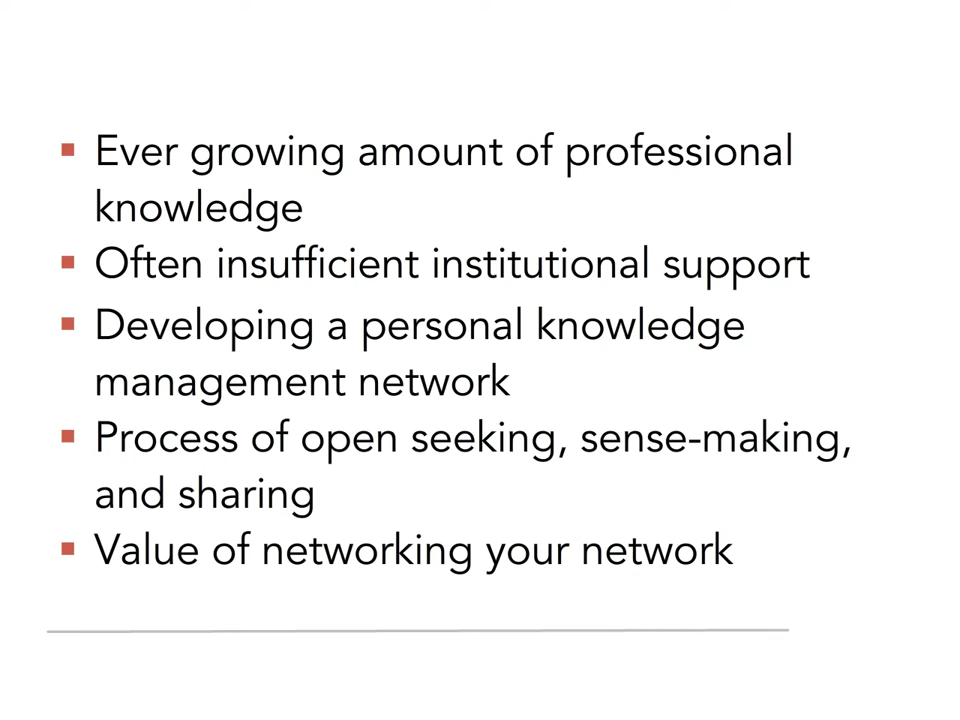 ▪ Ever growing amount of professional
knowledge
▪ Often insufficient institutional support
▪ Developing a personal knowledge
management network
▪ Process of open seeking, sense-making,
and sharing
▪ Value of networking your network